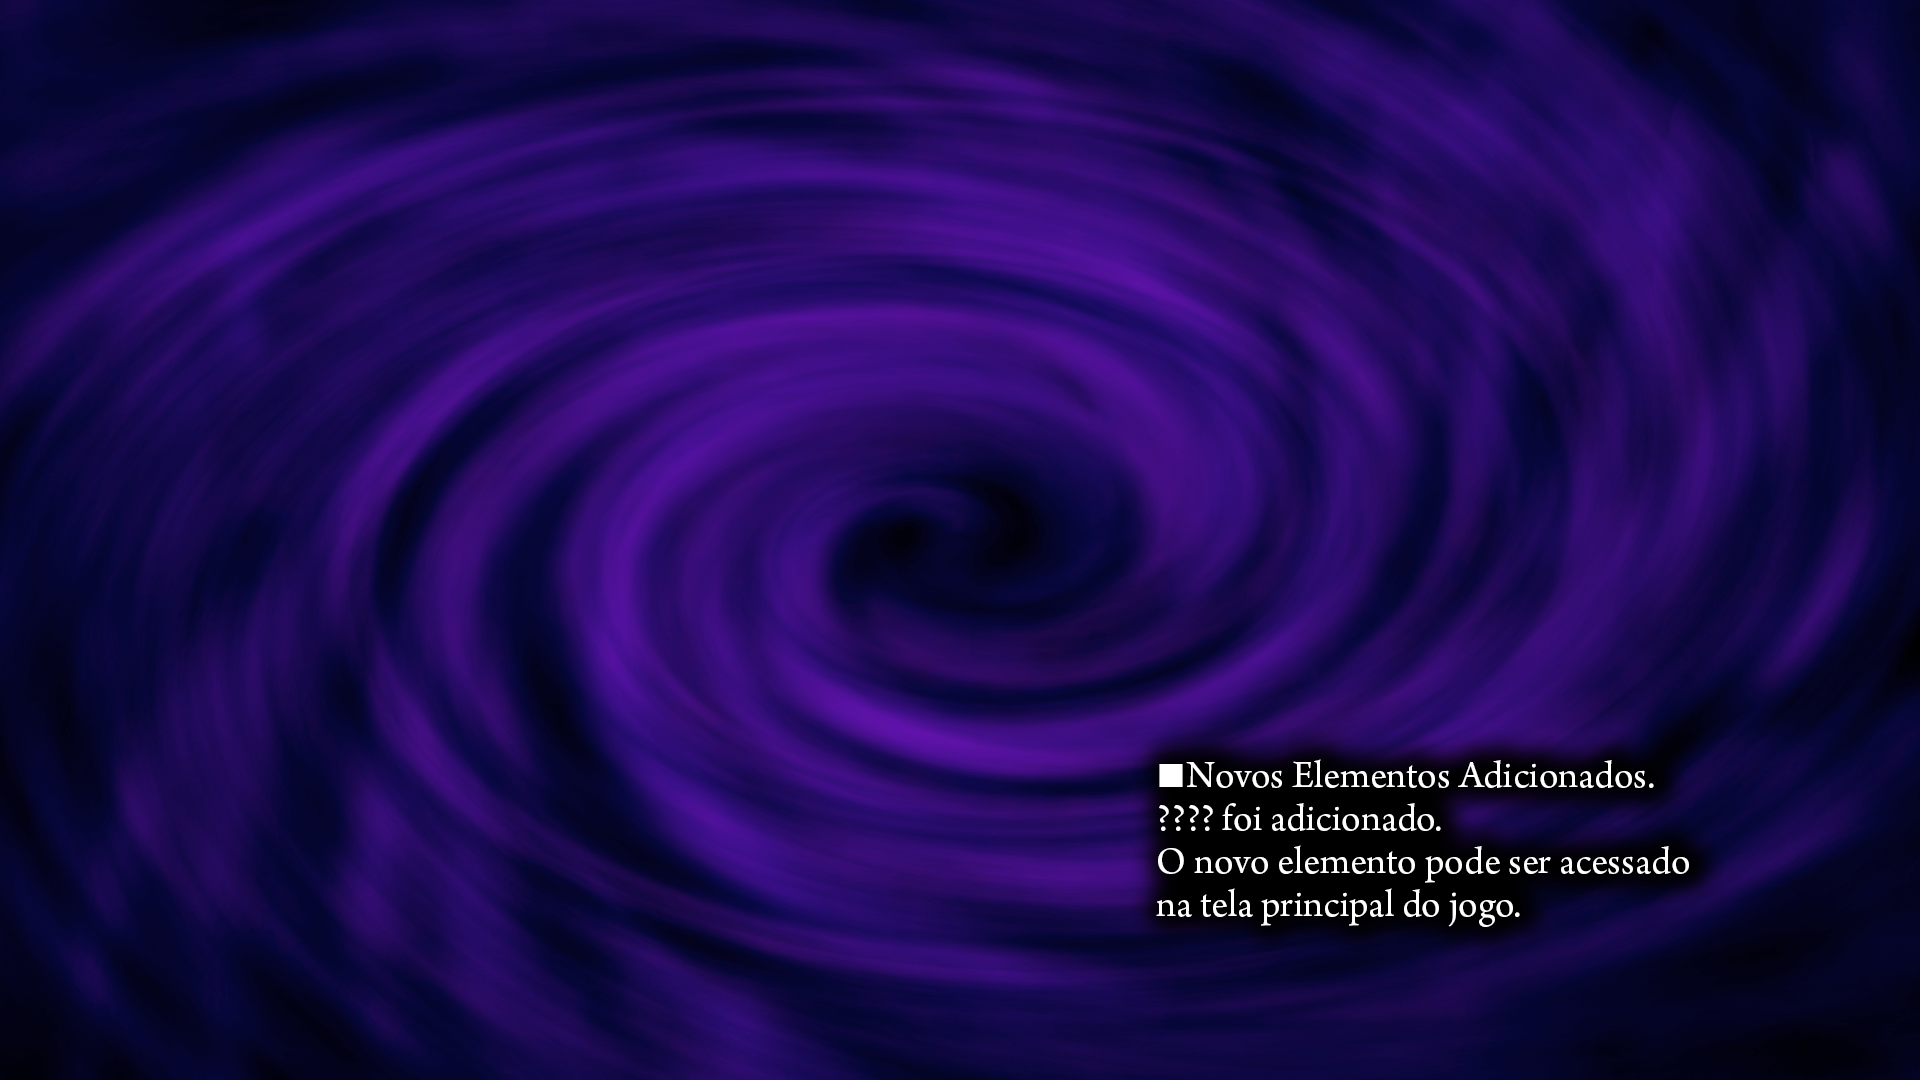 ■Novos Elementos Adicionados.
???? foi adicionado.
O novo elemento pode ser acessado
na tela principal do jogo.